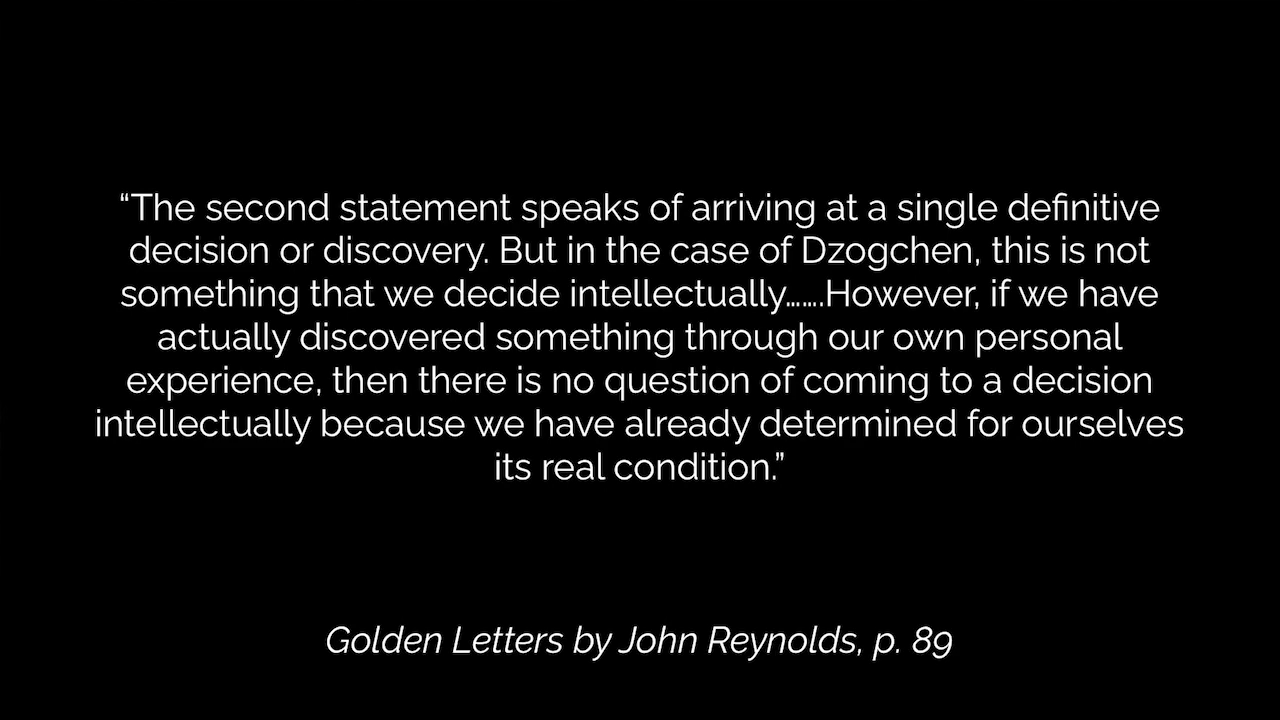 “The second statement speaks of arriving at a single definitive
decision or discovery. But in the case of Dzogchen, this is not
something that we decide intellectually…….However, if we have
actually discovered something through our own personal
experience, then there is no question of coming to a decision
intellectually because we have already determined for ourselves
its real condition.”
Golden Letters by John Reynolds, p. 89